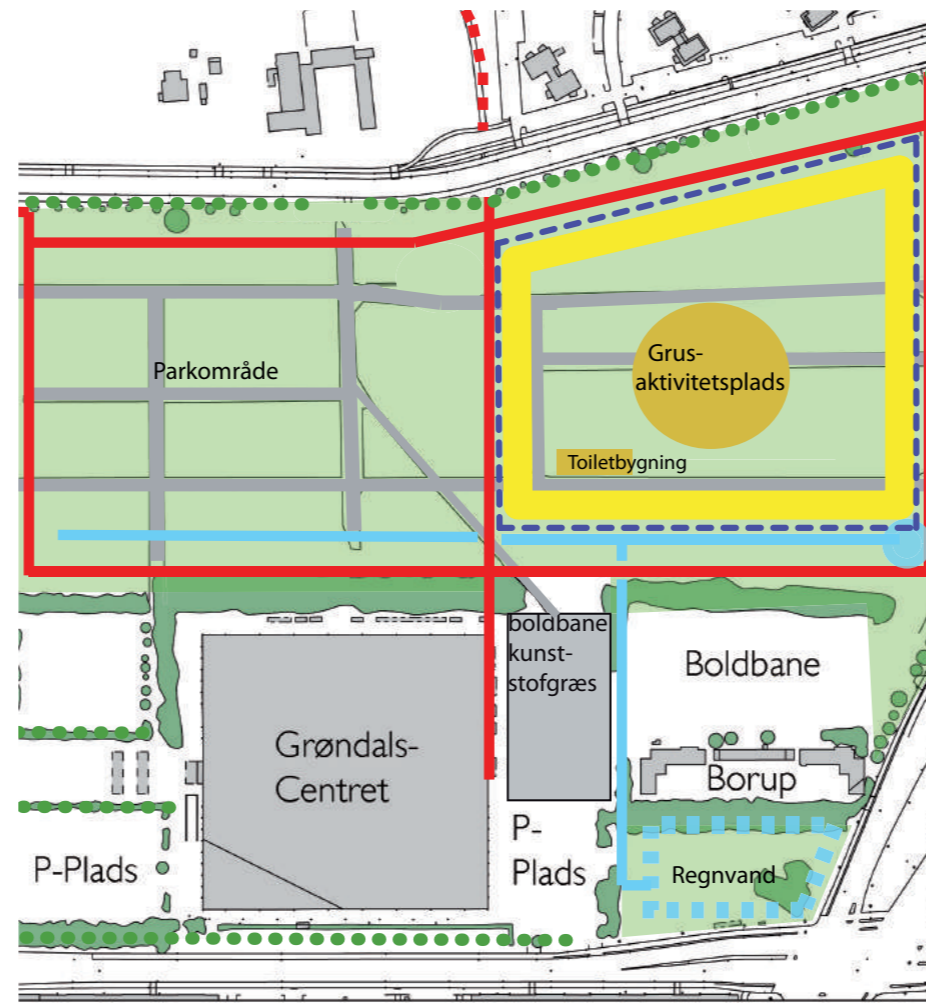 Parkområde
Grus-
aktivitetsplads
Toiletbygning
boldbane
kunst-
stofgræs
Boldbane
Grøndals-
Centret
Borup
P-
Plads
P-Plads
Regnvand